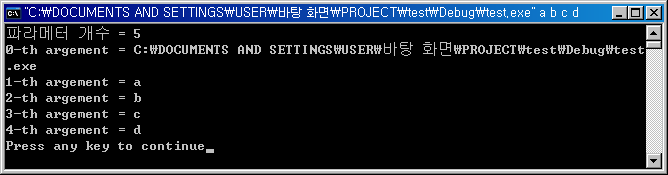 "C:₩DOCUMENTS AND SETTINGS₩USER₩바탕 화면₩PROJECT₩test₩Debug₩test.exe" a b c d
파라메터 개수 = 5
0-th argement = C:₩DOCUMENTS AND SETTINGS₩USER₩바탕 화면₩PROJECT₩test₩Debug₩test
.exe
1-th argement = a
2-th argement = b
3-th argement = c
4-th argement = d
Press any key to continue_